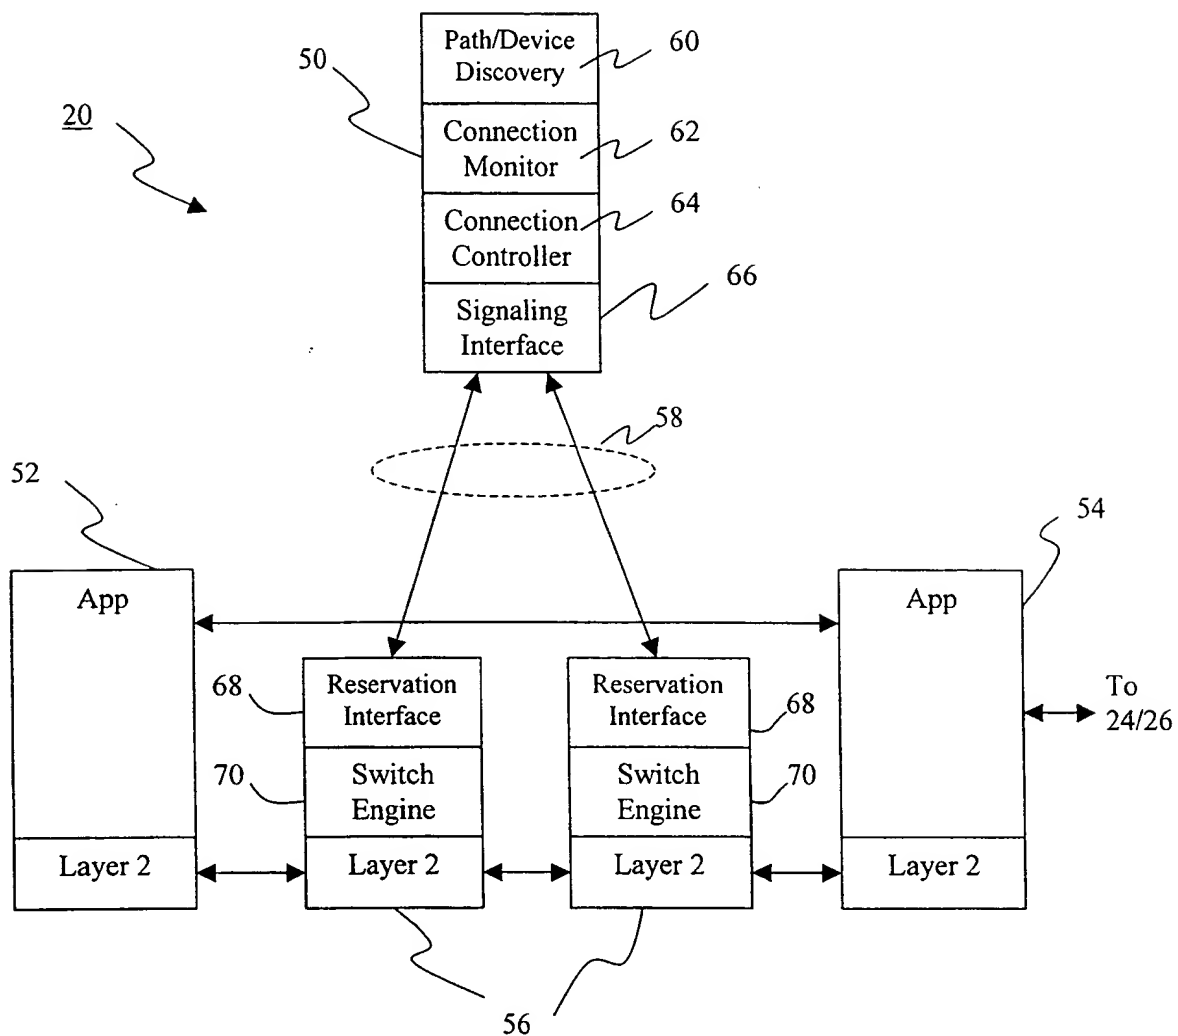 Path/Device
Discovery
60
50
20
Connection
Monitor
62
Connection
Controller
64
Signaling
Interface
66
58
52
54
App
App
Reservation
Interface
68
Reservation
Interface
68
To
24/26
Switch
Engine
70
Switch
Engine
70
Layer 2
Layer 2
Layer 2
Layer 2
56